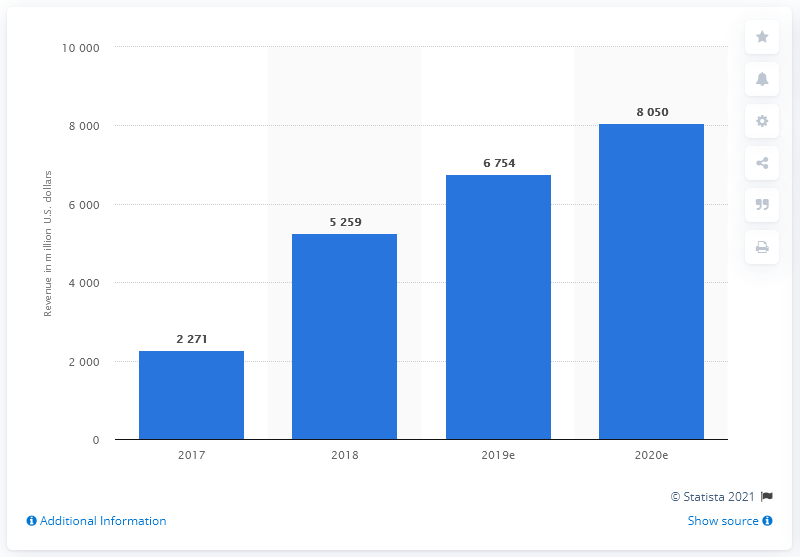 10 000
8 000
6 000
4 000
2 000
0
Revenue in million U.S. dollars
2 271
5 259
6 754
8 050
2017
2018
2019e
2020e
© Statista 2021
Additional Information
Show source